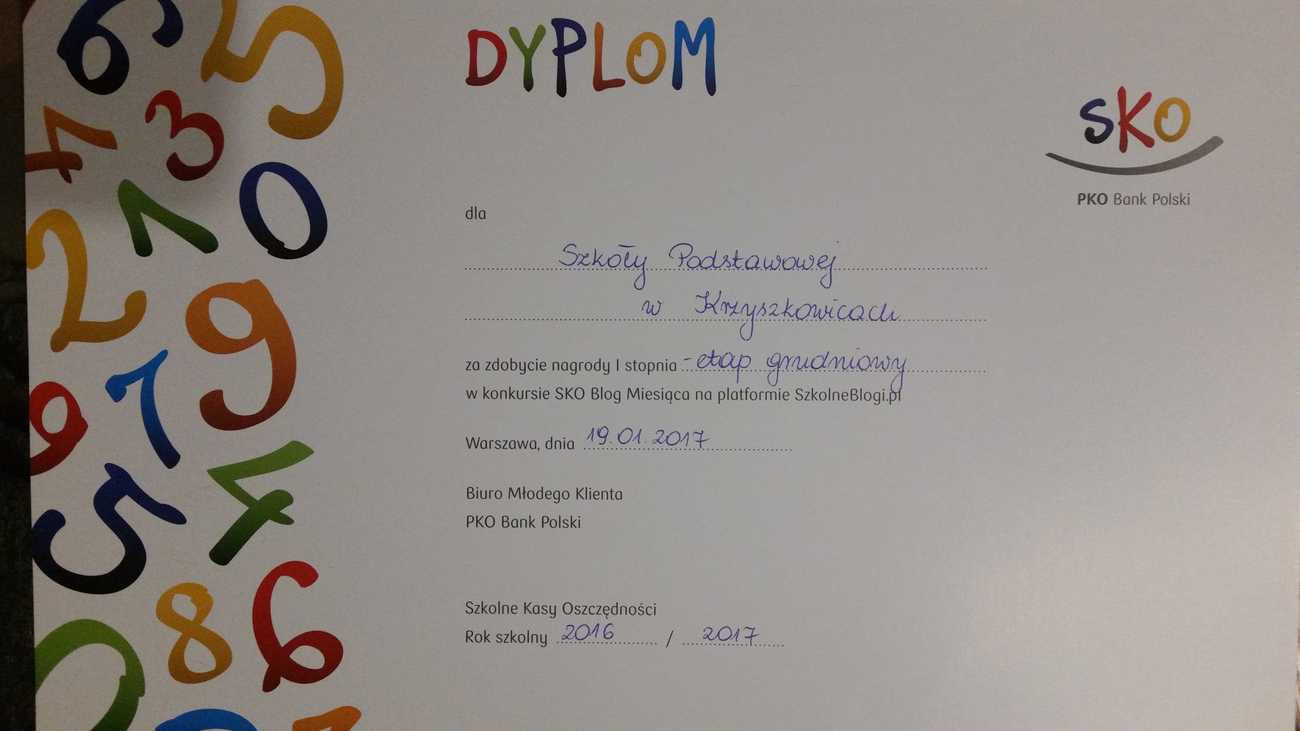 DYPLOM
SKO
PKO Bank Polski
dla
Szkoły Podstawowej
w Krzyszkowicach
za zdobycie nagrody I stopnia - etap grudniowy
w konkursie SKO Blog Miesiąca na platformie SzkolneBlogi.pl
Warszawa, dnia 19.01.2017
Biuro Młodego Klienta
PKO Bank Polski
Szkolne Kasy Oszczędności
Rok szkolny 2016 / 2017